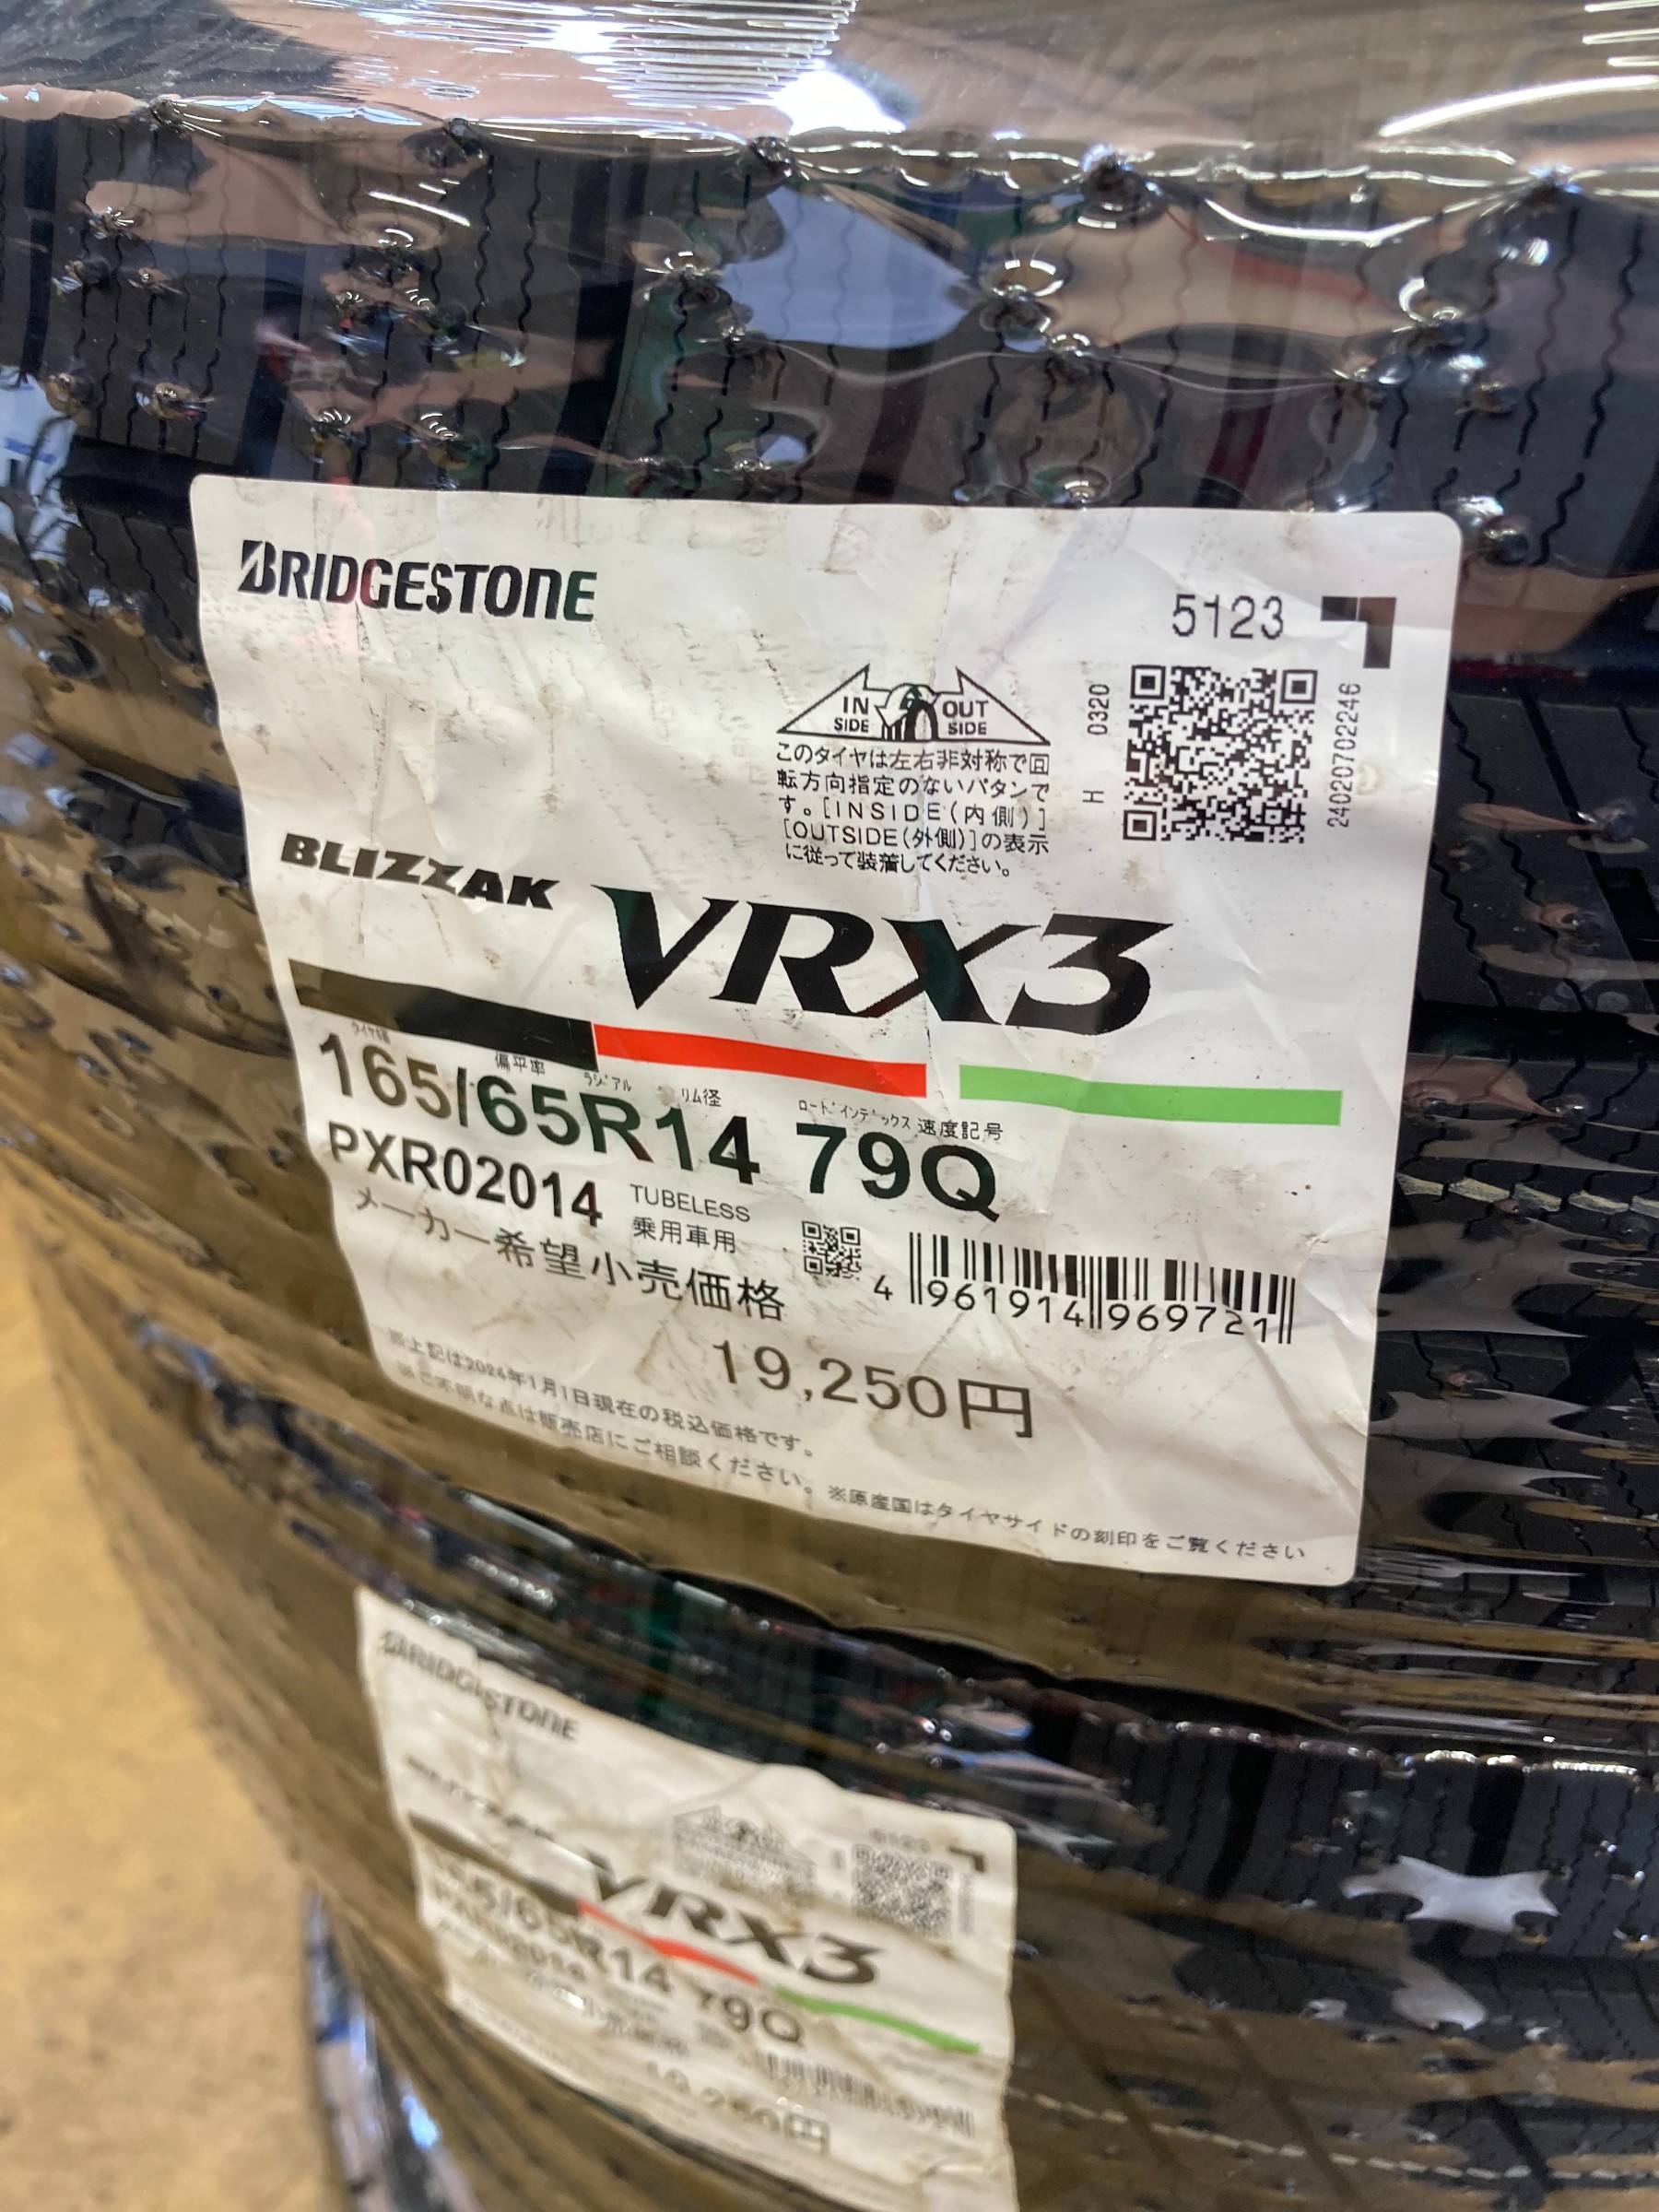 BRIDGESTONE
5123
IN SIDE
OUT SIDE
H 0320
240220702246
このタイヤは左右非対称で回
転方向指定のないパタンで
す。[INSIDE(内側)]
[OUTSIDE(外側)]の表示
に従って装着してください。
BLIZZAK VRX3
偏平率 ラジアル リム径 ロードインデックス 速度記号
165/65R14 79Q
PXR02014 TUBELESS
乗用車用
メーカー希望小売価格
4 961914 969721
19,250円
※上記は2024年1月1日現在の税込価格です。
※ご不明な点は販売店にご相談ください。※原産国はタイヤサイドの刻印をご覧ください
BRIDGESTONE
VRX3
5/65R14 79Q